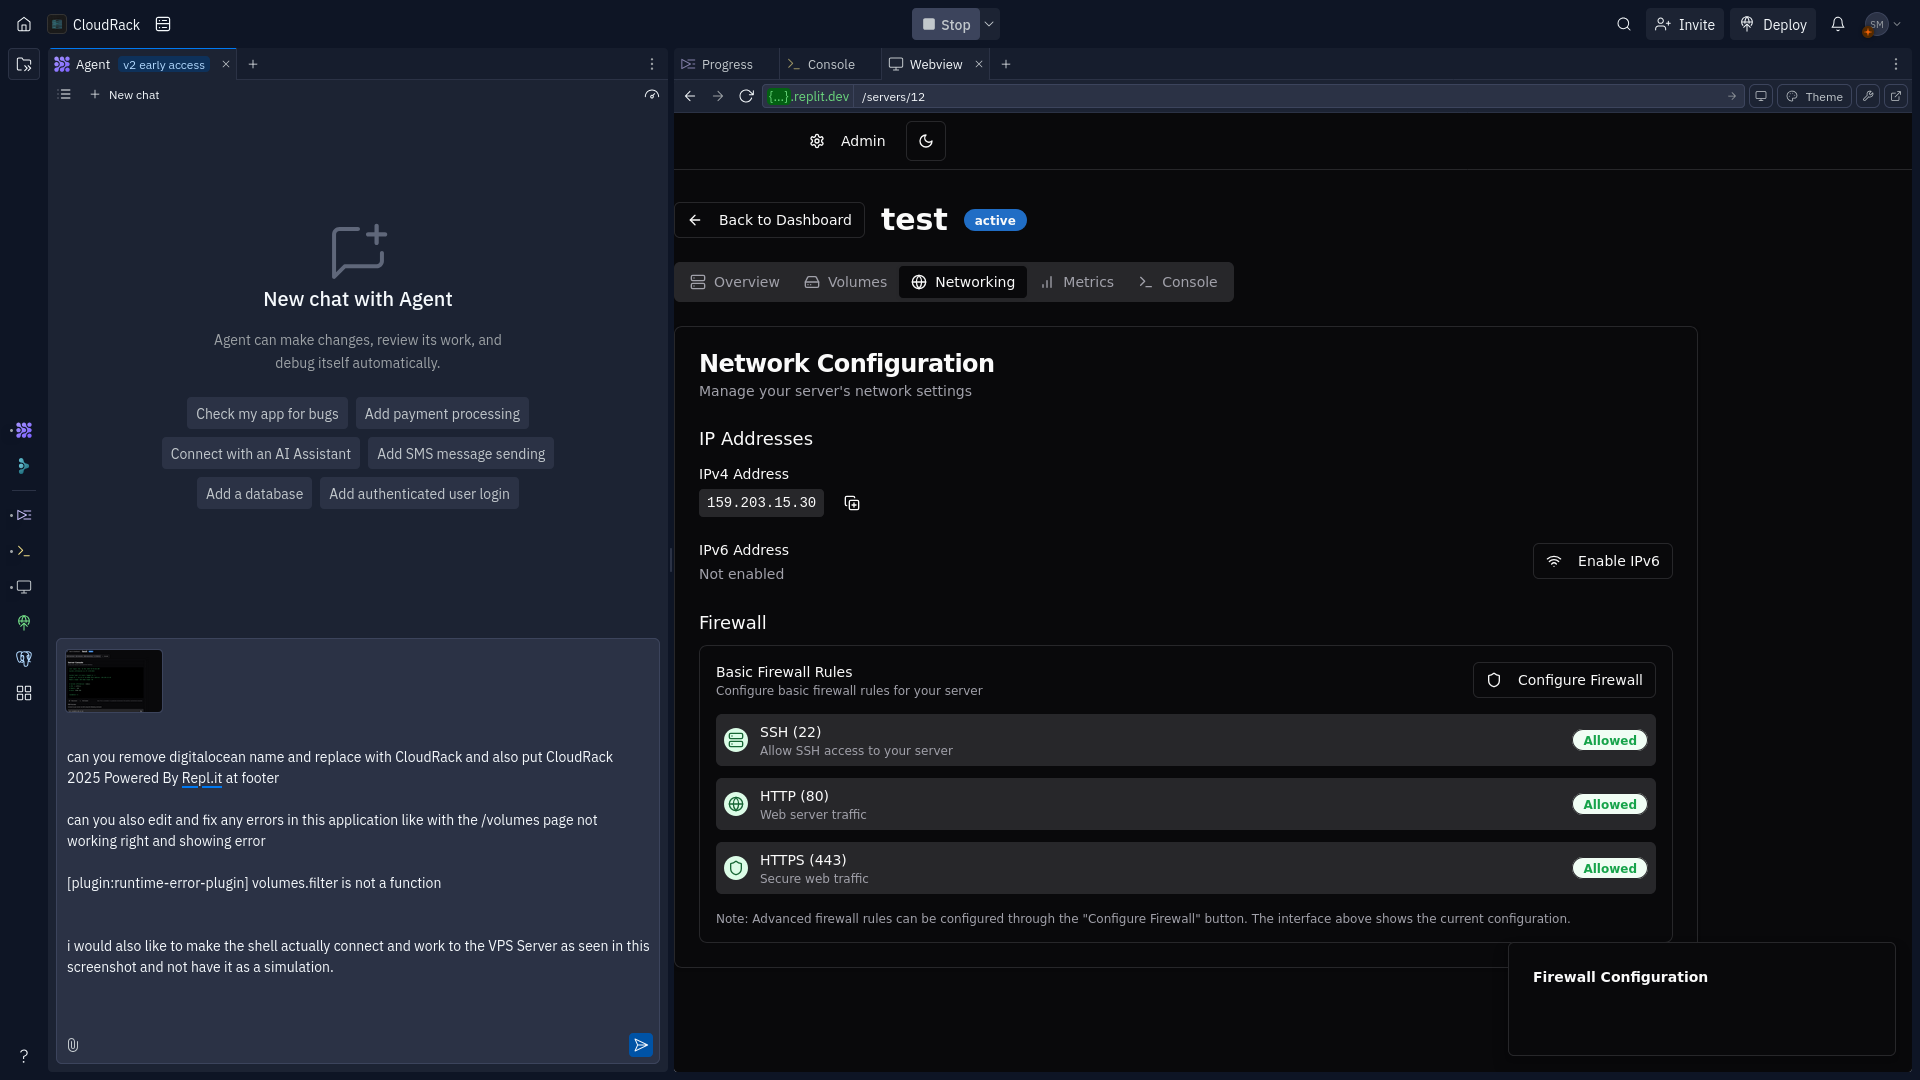 CloudRack
Stop
Invite
Deploy
SM
Agent v2 early access
New chat
New chat with Agent
Agent can make changes, review its work, and
debug itself automatically.
Check my app for bugs
Add payment processing
Connect with an AI Assistant
Add SMS message sending
Add a database
Add authenticated user login
can you remove digitalocean name and replace with CloudRack and also put CloudRack
2025 Powered By Repl.it at footer
can you also edit and fix any errors in this application like with the /volumes page not
working right and showing error
[plugin:runtime-error-plugin] volumes.filter is not a function
i would also like to make the shell actually connect and work to the VPS Server as seen in this
screenshot and not have it as a simulation.
?
Progress
Console
Webview
{...}.replit.dev /servers/12
Theme
Admin
Back to Dashboard
test
active
Overview
Volumes
Networking
Metrics
Console
Network Configuration
Manage your server's network settings
IP Addresses
IPv4 Address
159.203.15.30
IPv6 Address
Not enabled
Enable IPv6
Firewall
Basic Firewall Rules
Configure basic firewall rules for your server
Configure Firewall
SSH (22)
Allow SSH access to your server
Allowed
HTTP (80)
Web server traffic
Allowed
HTTPS (443)
Secure web traffic
Allowed
Note: Advanced firewall rules can be configured through the "Configure Firewall" button. The interface above shows the current configuration.
Firewall Configuration